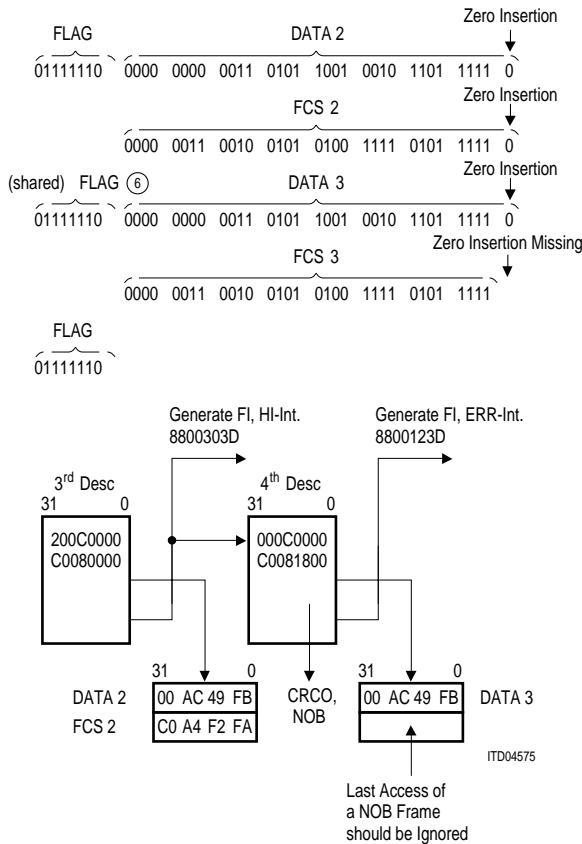 Zero Insertion
FLAG DATA 2
01111110 0000 0000 0011 0101 1001 0010 1101 1111 0
Zero Insertion
FCS 2
0000 0011 0010 0101 0100 1111 0101 1111 0
Zero Insertion
(shared) FLAG 6 DATA 3
01111110 0000 0000 0011 0101 1001 0010 1101 1111 0
Zero Insertion Missing
FCS 3
0000 0011 0010 0101 0100 1111 0101 1111
FLAG
01111110
Generate FI, HI-Int. Generate FI, ERR-Int.
8800303D 8800123D
3rd Desc 4th Desc
31 0 31 0
200C0000 000C0000
C0080000 C0081800
31 0 31 0
DATA 2 00 AC 49 FB CRCO, 00 AC 49 FB DATA 3
FCS 2 C0 A4 F2 FA NOB
ITD04575
Last Access of
a NOB Frame
should be Ignored